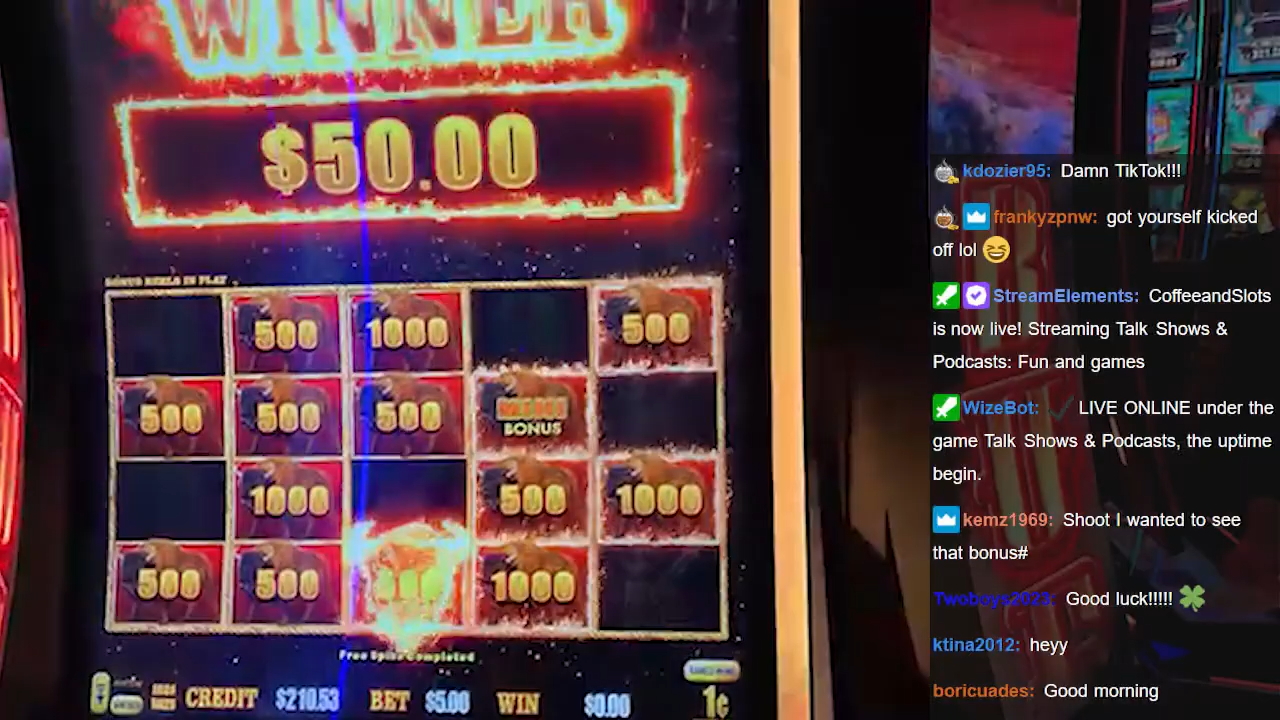 WINNER
$50.00
BONUS REELS IN PLAY
500 1000 500
500 500 500 BONUS
1000 500 1000
500 500 1000
Free Spins Completed
CREDIT $210.53 BET $5.00 WIN $0.00 1¢
kdozier95: Damn TikTok!!!
frankyzpnw: got yourself kicked
off lol 😆
StreamElements: CoffeeandSlots
is now live! Streaming Talk Shows &
Podcasts: Fun and games
WizeBot: ✓ LIVE ONLINE under the
game Talk Shows & Podcasts, the uptime
begin.
kemz1969: Shoot I wanted to see
that bonus#
Twoboys2023: Good luck!!!!! 🍀
ktina2012: heyy
boricuades: Good morning